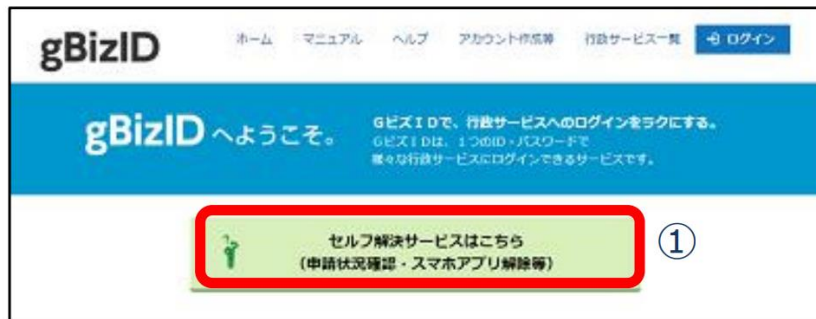 gBizID
ホーム マニュアル ヘルプ アカウント作成等 行政サービス一覧 ログイン
gBizIDへようこそ。
GビズIDで、行政サービスへのログインをラクにする。
GビズIDは、1つのID・パスワードで
様々な行政サービスにログインできるサービスです。
セルフ解決サービスはこちら
(申請状況確認・スマホアプリ解除等)
①